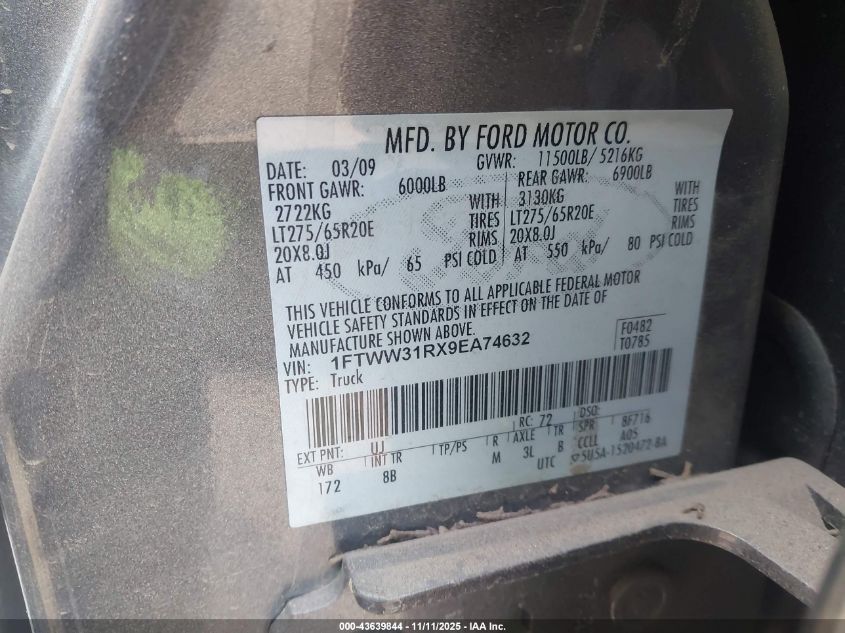 MFD. BY FORD MOTOR CO.
DATE: 03/09 GVWR: 11500LB/ 5216KG
FRONT GAWR: 6000LB REAR GAWR: 6900LB
2722KG WITH 3130KG WITH
LT275/65R20E TIRES LT275/65R20E TIRES
20X8.0J RIMS 20X8.0J RIMS
AT 450 kPa/ 65 PSI COLD AT 550 kPa/ 80 PSI COLD
THIS VEHICLE CONFORMS TO ALL APPLICABLE FEDERAL MOTOR
VEHICLE SAFETY STANDARDS IN EFFECT ON THE DATE OF
MANUFACTURE SHOWN ABOVE.
VIN: 1FTWW31RX9EA74632 F0482
TYPE: Truck T0785
EXT PNT: UJ RC: 72 DSO:
WB INT TR TP/PS R AXLE TR SPR 8F716
172 8B M 3L B CCLL A05
UTC 5U5A-1520472-BA
000-43639844 - 11/11/2025 - IAA Inc.